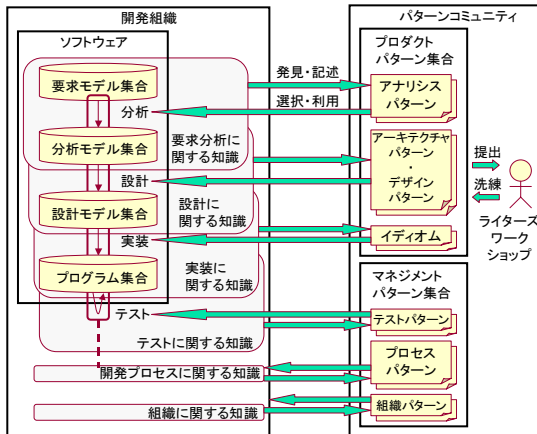 開発組織
パターンコミュニティ
ソフトウェア
プロダクト
パターン集合
要求モデル集合
発見・記述
アナリシス
パターン
分析
選択・利用
分析モデル集合
要求分析に
関する知識
アーキテクチャ
パターン
・
デザイン
パターン
提出
洗練
ライターズ
ワーク
ショップ
設計
設計モデル集合
設計に
関する知識
実装
イディオム
プログラム集合
実装に
関する知識
マネジメント
パターン集合
テスト
テストパターン
テストに関する知識
プロセス
パターン
開発プロセスに関する知識
組織パターン
組織に関する知識